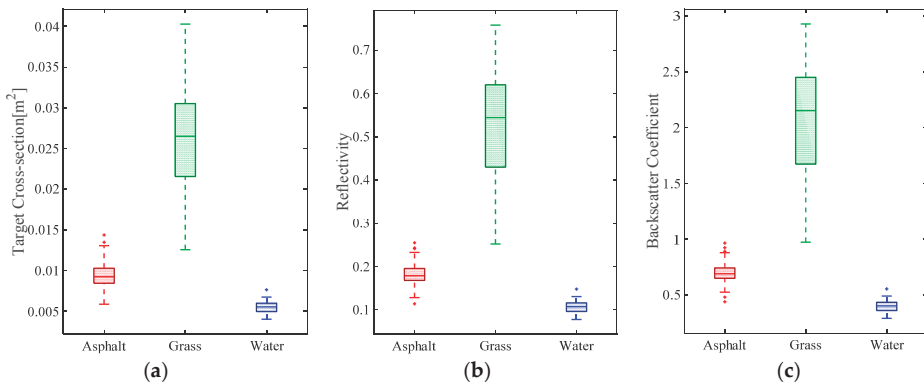 Target Cross-section[m²]
0.04
0.035
0.03
0.025
0.02
0.015
0.01
0.005
Asphalt Grass Water
(a)
Reflectivity
0.7
0.6
0.5
0.4
0.3
0.2
0.1
Asphalt Grass Water
(b)
Backscatter Coefficient
3
2.5
2
1.5
1
0.5
Asphalt Grass Water
(c)